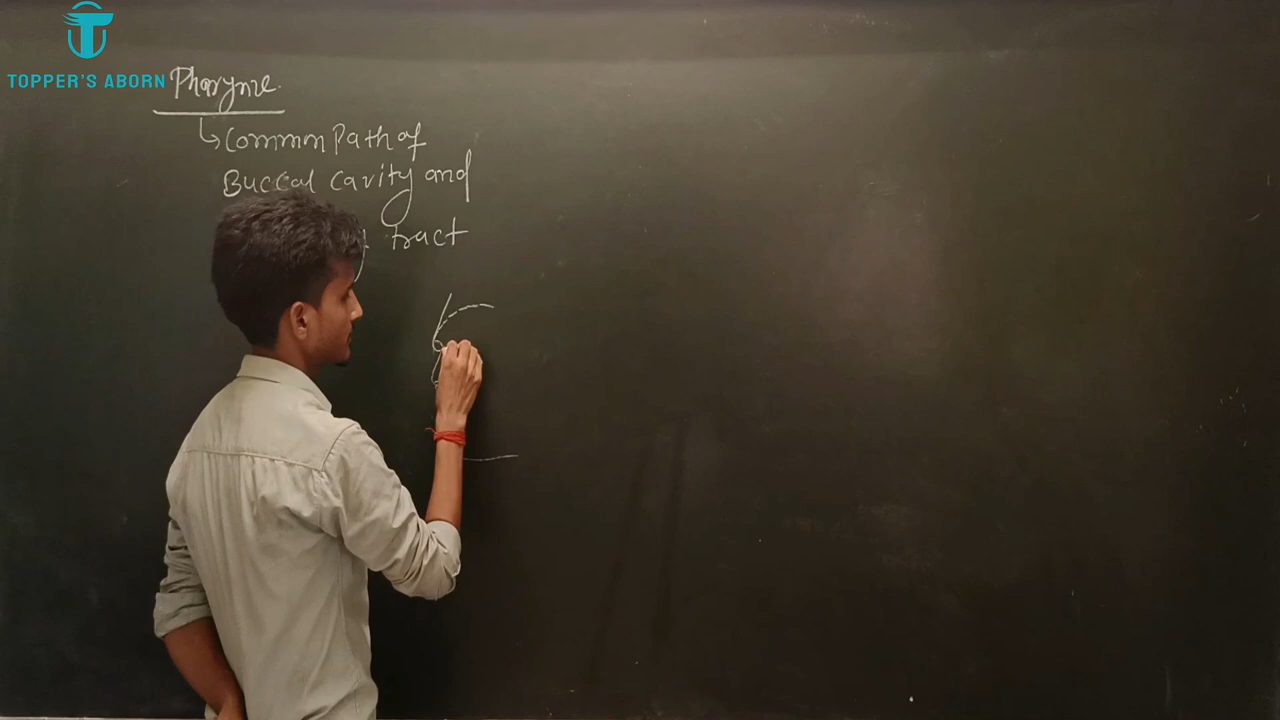 TOPPER'S ABORN
Pharynx
Common Path of
Buccal cavity and
tract